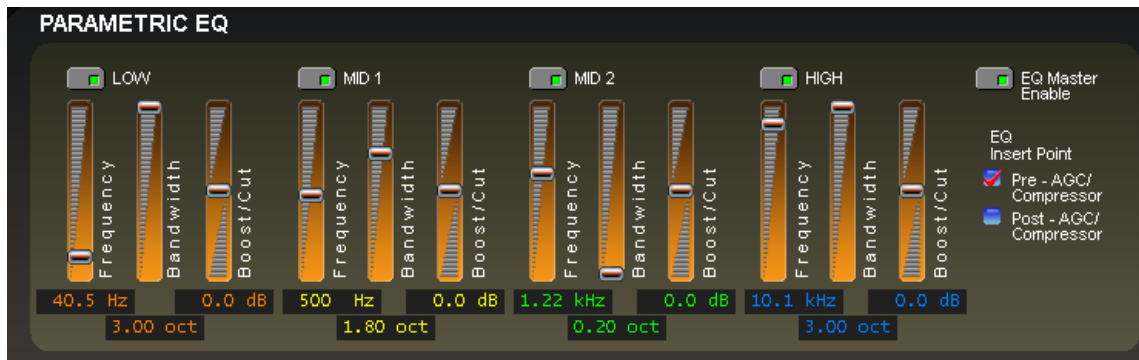 PARAMETRIC EQ
LOW
MID 1
MID 2
HIGH
EQ Master
Enable
Frequency
Bandwidth
Boost/Cut
Frequency
Bandwidth
Boost/Cut
Frequency
Bandwidth
Boost/Cut
Frequency
Bandwidth
Boost/Cut
EQ
Insert Point
Pre - AGC/
Compressor
Post - AGC/
Compressor
40.5 Hz
0.0 dB
500 Hz
0.0 dB
1.22 kHz
0.0 dB
10.1 kHz
0.0 dB
3.00 oct
1.80 oct
0.20 oct
3.00 oct